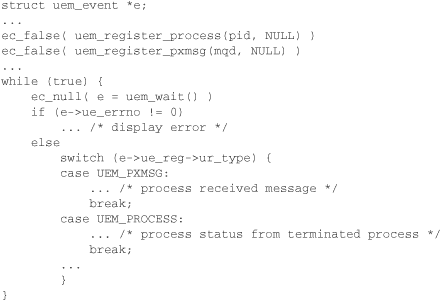 struct uem_event *e;
...
ec_false( uem_register_process(pid, NULL) )
ec_false( uem_register_pxmsg(mqd, NULL) )
...
while (true) {
    ec_null( e = uem_wait() )
    if (e->ue_errno != 0)
        ... /* display error */
    else
        switch (e->ue_reg->ur_type) {
        case UEM_PXMSG:
            ... /* process received message */
            break;
        case UEM_PROCESS:
            ... /* process status from terminated process */
            break;
        ...
        }
}